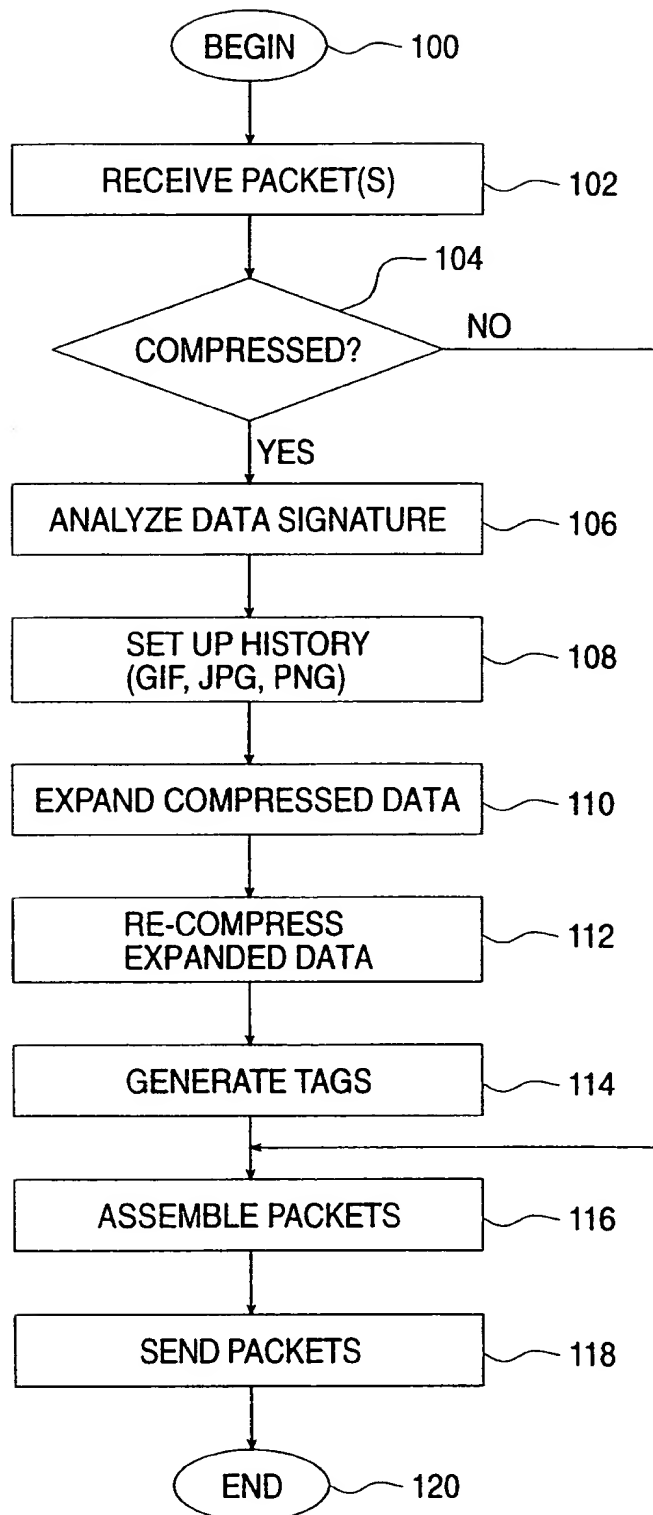 BEGIN 100
RECEIVE PACKET(S) 102
104
COMPRESSED? NO
YES
ANALYZE DATA SIGNATURE 106
SET UP HISTORY
(GIF, JPG, PNG) 108
EXPAND COMPRESSED DATA 110
RE-COMPRESS
EXPANDED DATA 112
GENERATE TAGS 114
ASSEMBLE PACKETS 116
SEND PACKETS 118
END 120